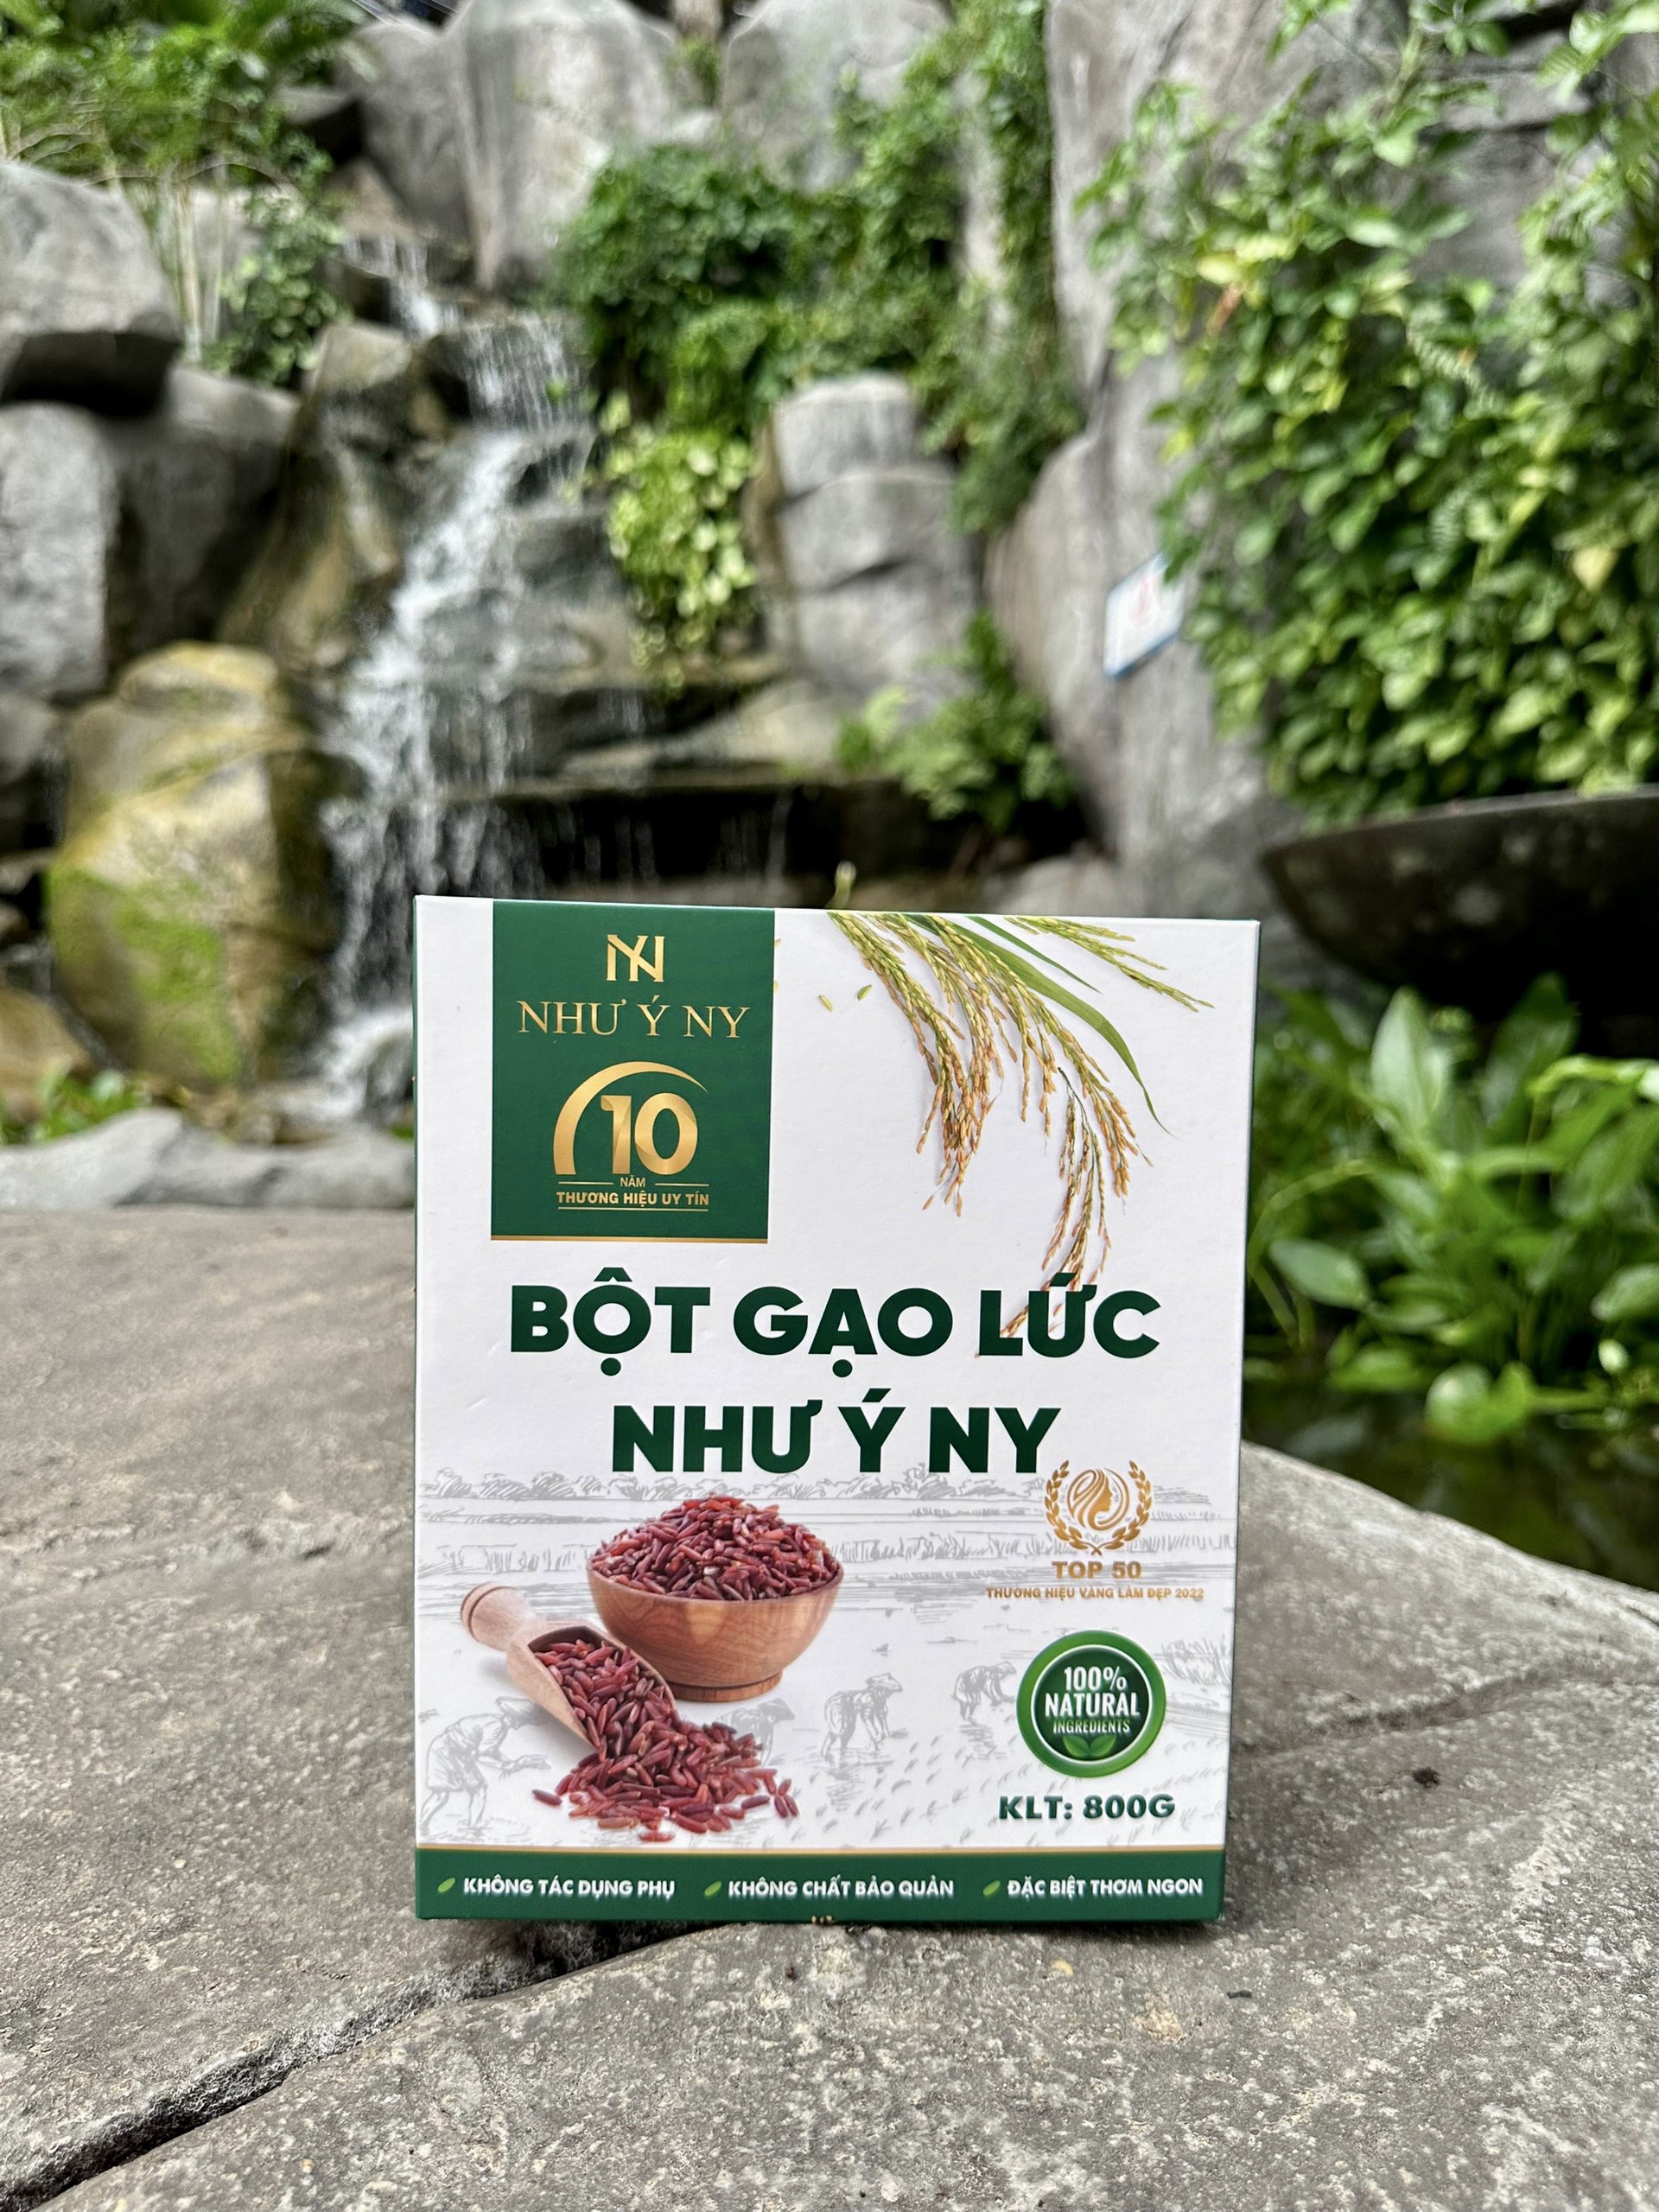 NHƯ Ý NY
10
NĂM
THƯƠNG HIỆU UY TÍN
BỘT GẠO LỨC
NHƯ Ý NY
TOP 50
THƯƠNG HIỆU VÀNG LÀM ĐẸP 2022
100%
NATURAL
INGREDIENTS
KLT: 800G
KHÔNG TÁC DỤNG PHỤ KHÔNG CHẤT BẢO QUẢN ĐẶC BIỆT THƠM NGON